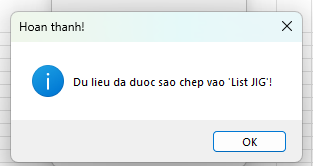 Hoan thanh!
Du lieu da duoc sao chep vao 'List JIG'!
OK